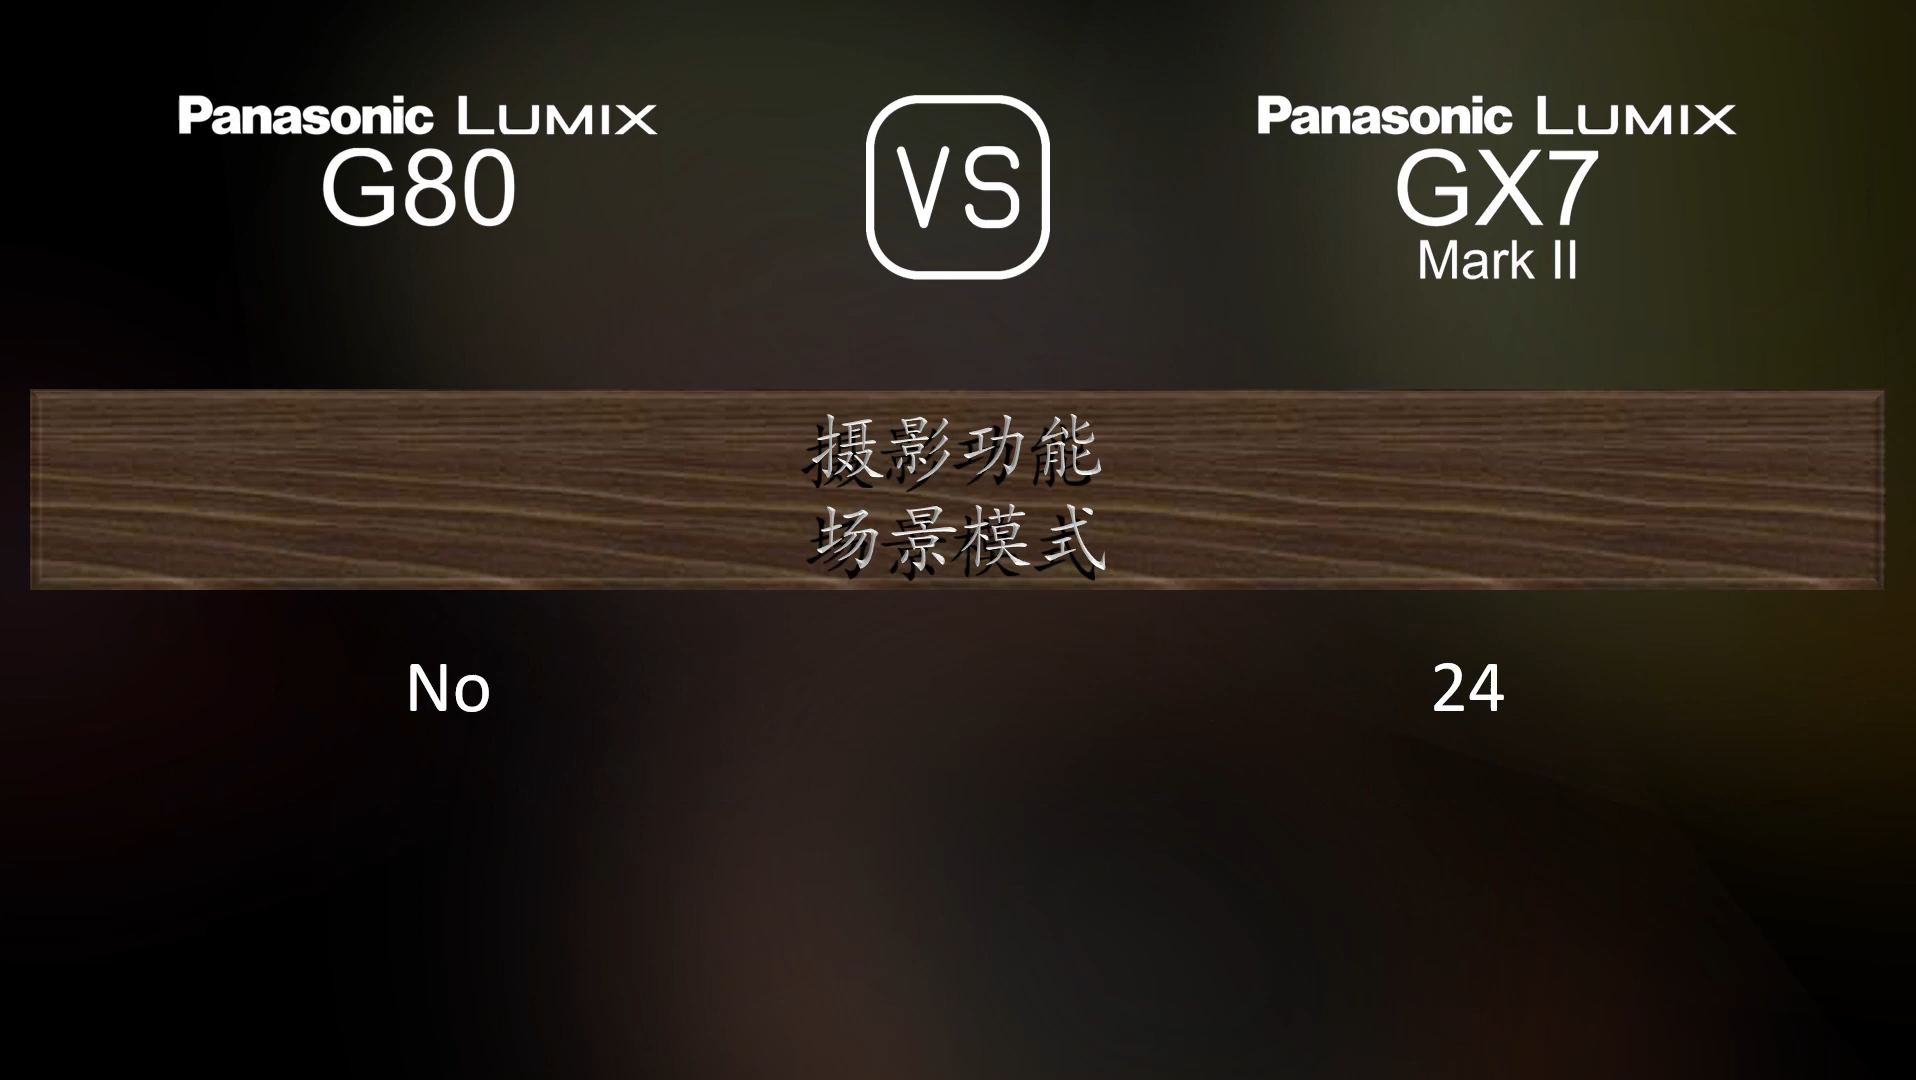 Panasonic LUMIX
G80
VS
Panasonic LUMIX
GX7
Mark II
摄影功能
场景模式
No
24